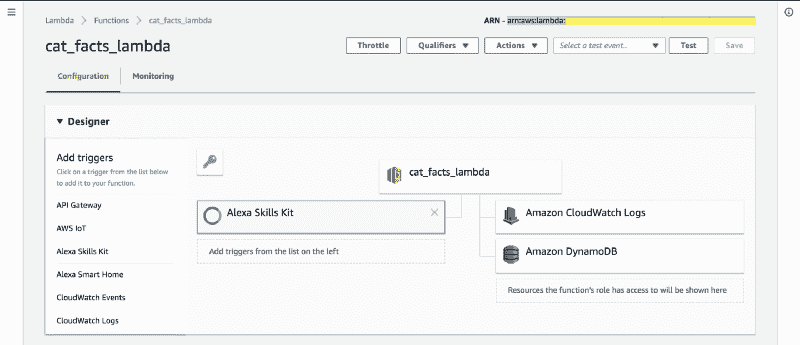 Lambda > Functions > cat_facts_lambda
ARN - arn:aws:lambda:
cat_facts_lambda
Throttle
Qualifiers
Actions
Select a test event..
Test
Save
Configuration
Monitoring
Designer
Add triggers
Click on a trigger from the list below
to add it to your function.
API Gateway
AWS IoT
Alexa Skills Kit
Alexa Smart Home
CloudWatch Events
CloudWatch Logs
cat_facts_lambda
Alexa Skills Kit
Add triggers from the list on the left
Amazon CloudWatch Logs
Amazon DynamoDB
Resources the function's role has access to will be shown here